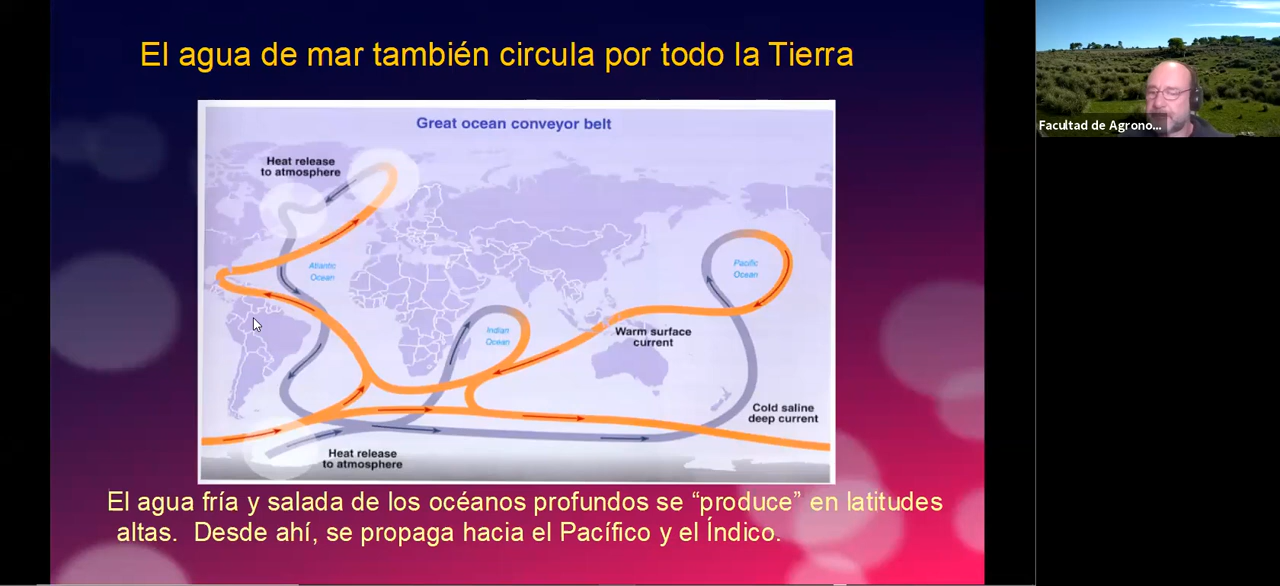 El agua de mar también circula por todo la Tierra
Great ocean conveyor belt
Heat release
to atmosphere
Atlantic
Ocean
Pacific
Ocean
Indian
Ocean
Warm surface
current
Cold saline
deep current
Heat release
to atmosphere
El agua fría y salada de los océanos profundos se “produce” en latitudes
altas. Desde ahí, se propaga hacia el Pacífico y el Índico.
Facultad de Agrono...